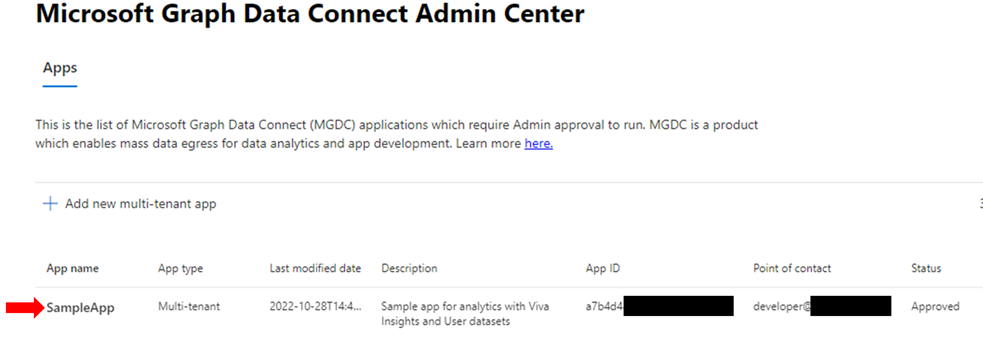 Microsoft Graph Data Connect Admin Center
Apps
This is the list of Microsoft Graph Data Connect (MGDC) applications which require Admin approval to run. MGDC is a product
which enables mass data egress for data analytics and app development. Learn more here.
Add new multi-tenant app
App name App type Last modified date Description App ID Point of contact Status
SampleApp Multi-tenant 2022-10-28T14:4... Sample app for analytics with Viva a7b4d4 developer@ Approved
Insights and User datasets